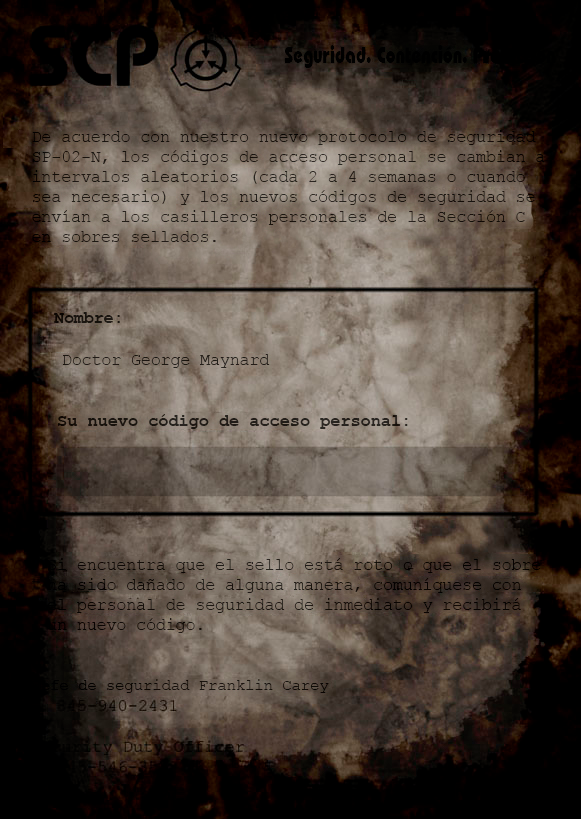 SCP
Seguridad. Contención.
De acuerdo con nuestro nuevo protocolo de seguridad
SP-02-N, los códigos de acceso personal se cambian a
intervalos aleatorios (cada 2 a 4 semanas o cuando
sea necesario) y los nuevos códigos de seguridad se
envían a los casilleros personales de la Sección C
en sobres sellados.
Nombre:
Doctor George Maynard
Su nuevo código de acceso personal:
encuentra que el sello está roto o que el sobre
sido dañado de alguna manera, comuníquese con
personal de seguridad de inmediato y recibirá
un nuevo código.
de seguridad Franklin Carey
845-940-2431
Duty Officer